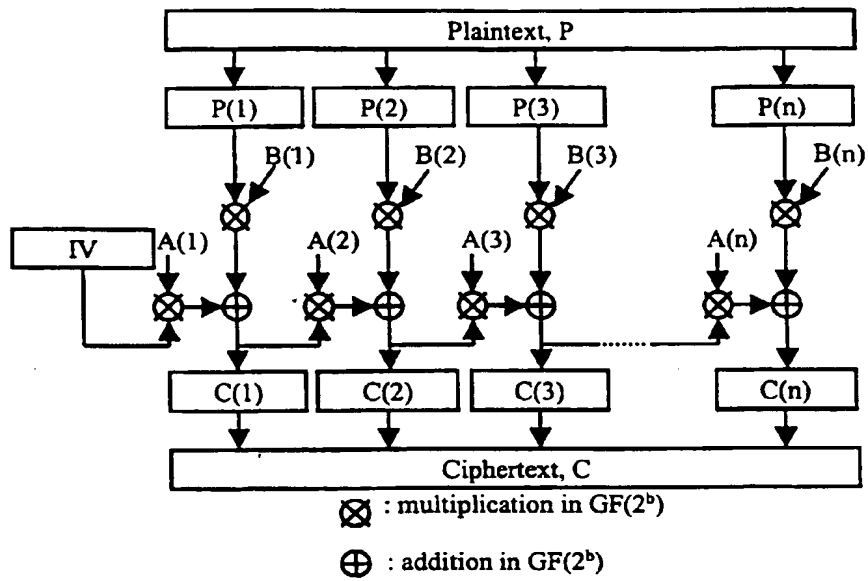 Plaintext, P
P(1) P(2) P(3) P(n)
B(1) B(2) B(3) B(n)
IV A(1) A(2) A(3) A(n)
C(1) C(2) C(3) C(n)
Ciphertext, C
: multiplication in GF(2ᵇ)
: addition in GF(2ᵇ)